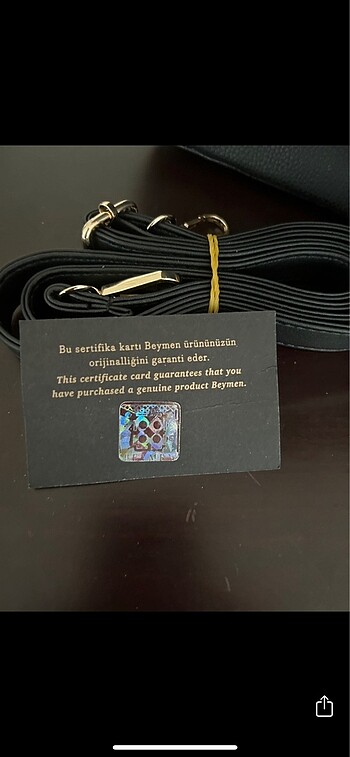 Bu sertifika kartı Beymen ürününüzün
orijinalliğini garanti eder.
This certificate card guarantees that you
have purchased a genuine product Beymen.